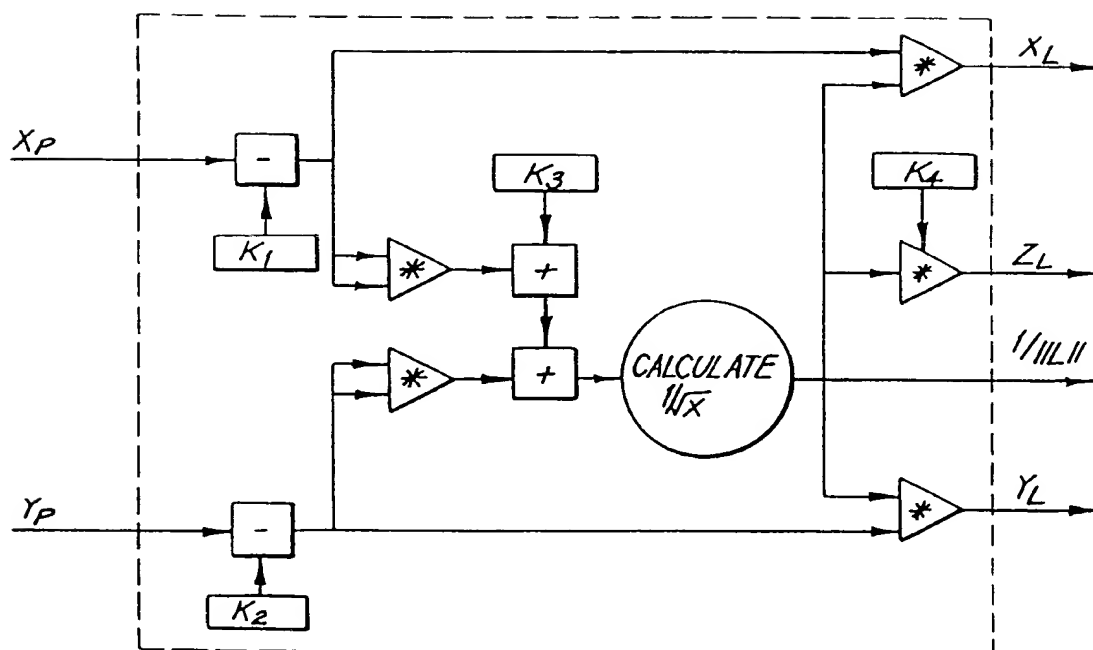 *
X_L
X_P
-
K_3
K_4
K_1
*
+
*
Z_L
*
+
CALCULATE
1/√x
1/||L||
Y_P
-
*
Y_L
K_2